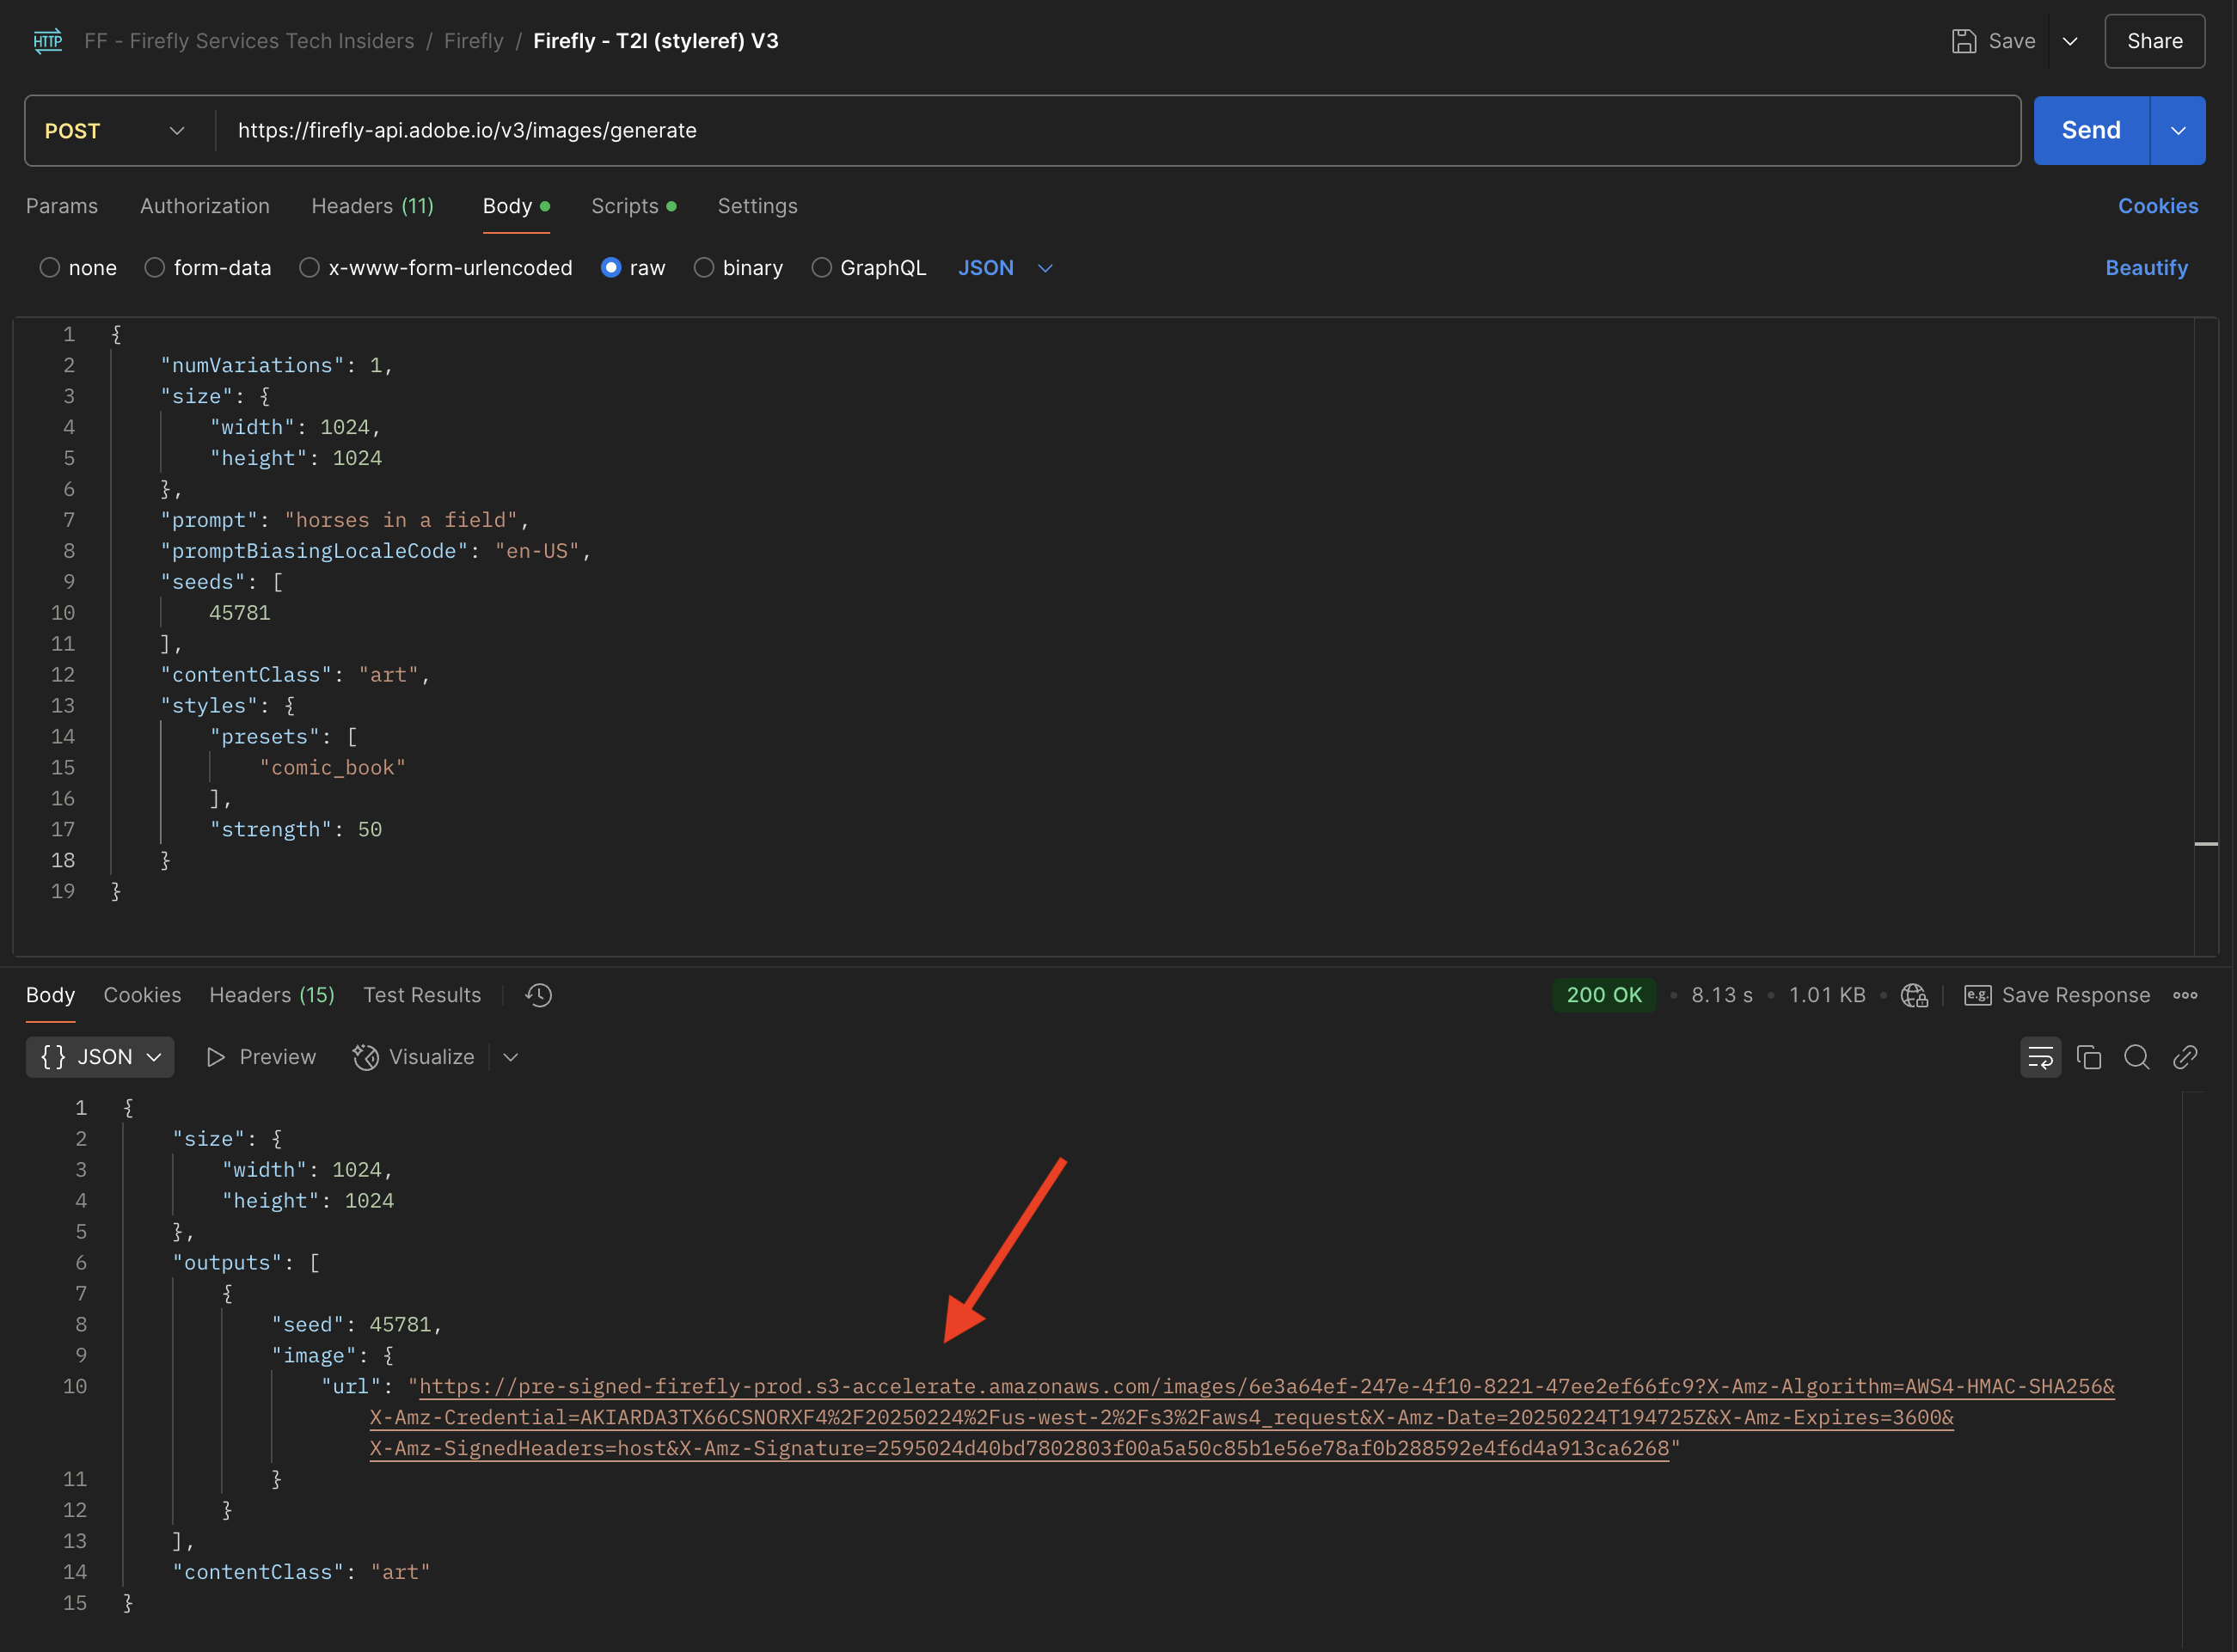 HTTP FF - Firefly Services Tech Insiders / Firefly / Firefly - T2I (styleref) V3 Save Share
POST https://firefly-api.adobe.io/v3/images/generate Send
Params Authorization Headers (11) Body Scripts Settings Cookies
none form-data x-www-form-urlencoded raw binary GraphQL JSON Beautify
1 {
2 "numVariations": 1,
3 "size": {
4 "width": 1024,
5 "height": 1024
6 },
7 "prompt": "horses in a field",
8 "promptBiasingLocaleCode": "en-US",
9 "seeds": [
10 45781
11 ],
12 "contentClass": "art",
13 "styles": {
14 "presets": [
15 "comic_book"
16 ],
17 "strength": 50
18 }
19 }
Body Cookies Headers (15) Test Results 200 OK • 8.13 s • 1.01 KB • e.g. Save Response
{} JSON Preview Visualize
1 {
2 "size": {
3 "width": 1024,
4 "height": 1024
5 },
6 "outputs": [
7 {
8 "seed": 45781,
9 "image": {
10 "url": "https://pre-signed-firefly-prod.s3-accelerate.amazonaws.com/images/6e3a64ef-247e-4f10-8221-47ee2ef66fc9?X-Amz-Algorithm=AWS4-HMAC-SHA256&
X-Amz-Credential=AKIARDA3TX66CSNORXF4%2F20250224%2Fus-west-2%2Fs3%2Faws4_request&X-Amz-Date=20250224T194725Z&X-Amz-Expires=3600&
X-Amz-SignedHeaders=host&X-Amz-Signature=2595024d40bd7802803f00a5a50c85b1e56e78af0b288592e4f6d4a913ca6268"
11 }
12 }
13 ],
14 "contentClass": "art"
15 }